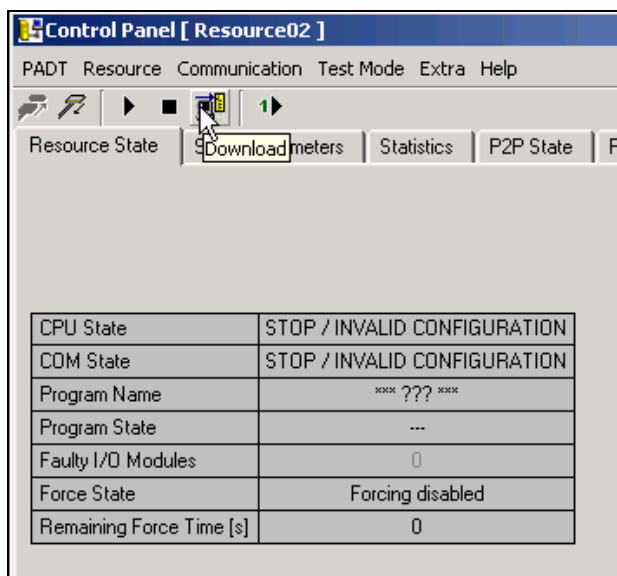 Control Panel [ Resource02 ]
PADT Resource Communication Test Mode Extra Help
1
Resource State S Download meters Statistics P2P State
CPU State STOP / INVALID CONFIGURATION
COM State STOP / INVALID CONFIGURATION
Program Name *** ??? ***
Program State ---
Faulty I/O Modules 0
Force State Forcing disabled
Remaining Force Time [s] 0